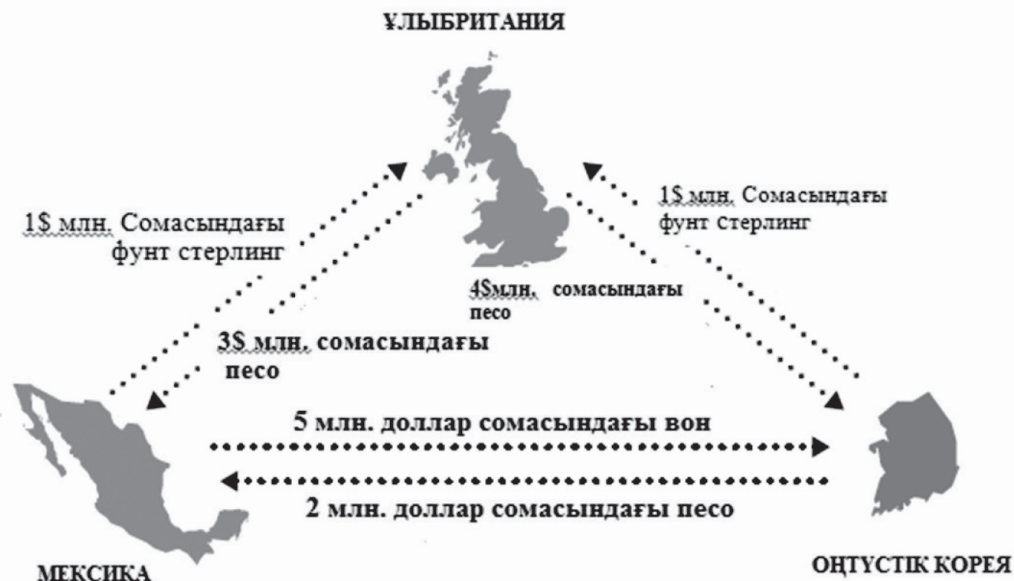 ҰЛЫБРИТАНИЯ
1$ млн. Сомасындағы
фунт стерлинг
1$ млн. Сомасындағы
фунт стерлинг
4$млн. сомасындағы
песо
3$ млн. сомасындағы
песо
5 млн. доллар сомасындағы вон
2 млн. доллар сомасындағы песо
МЕКСИКА
ОҢТҮСТІК КОРЕЯ